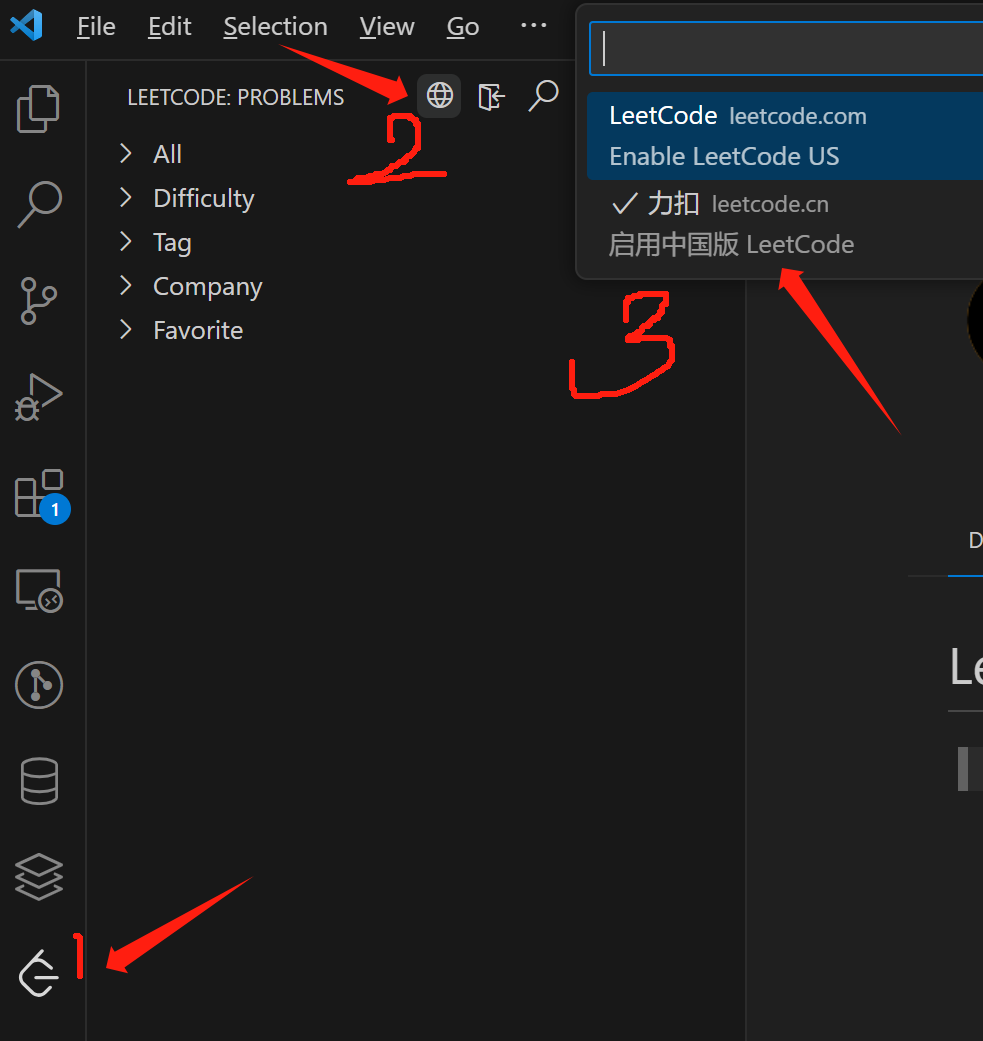 File Edit Selection View Go ...
LEETCODE: PROBLEMS
2
All
Difficulty
Tag
Company
Favorite
LeetCode leetcode.com
Enable LeetCode US
力扣 leetcode.cn
启用中国版 LeetCode
3
1
D
Le
1